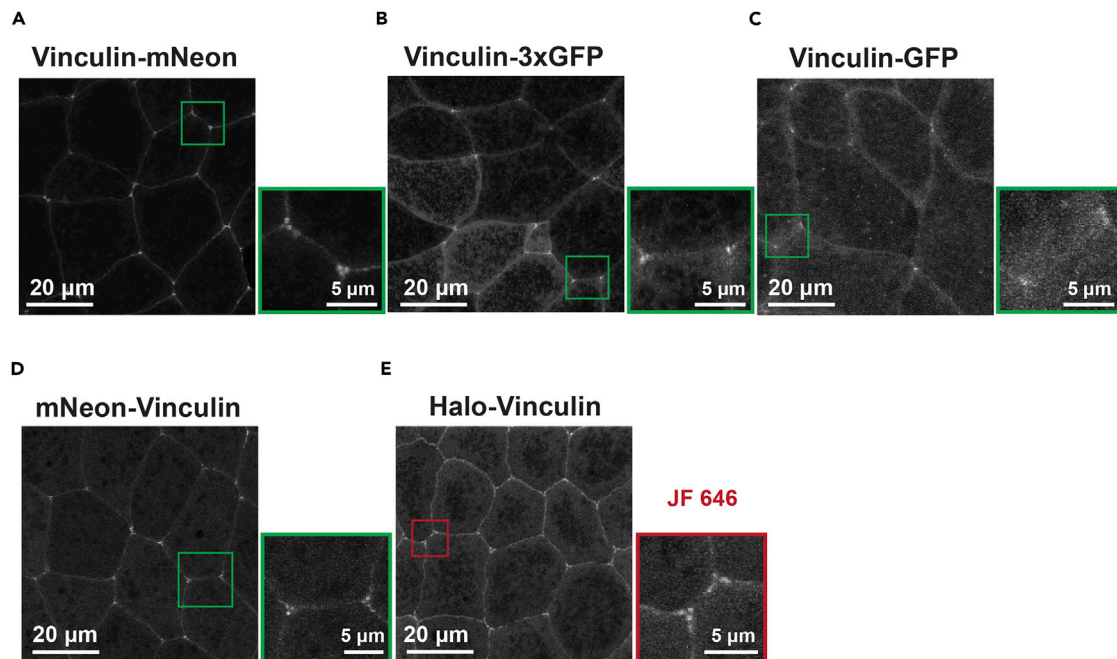 A
B
C
Vinculin-mNeon
Vinculin-3xGFP
Vinculin-GFP
20 µm
5 µm
20 µm
5 µm
20 µm
5 µm
D
E
mNeon-Vinculin
Halo-Vinculin
JF 646
20 µm
5 µm
20 µm
5 µm